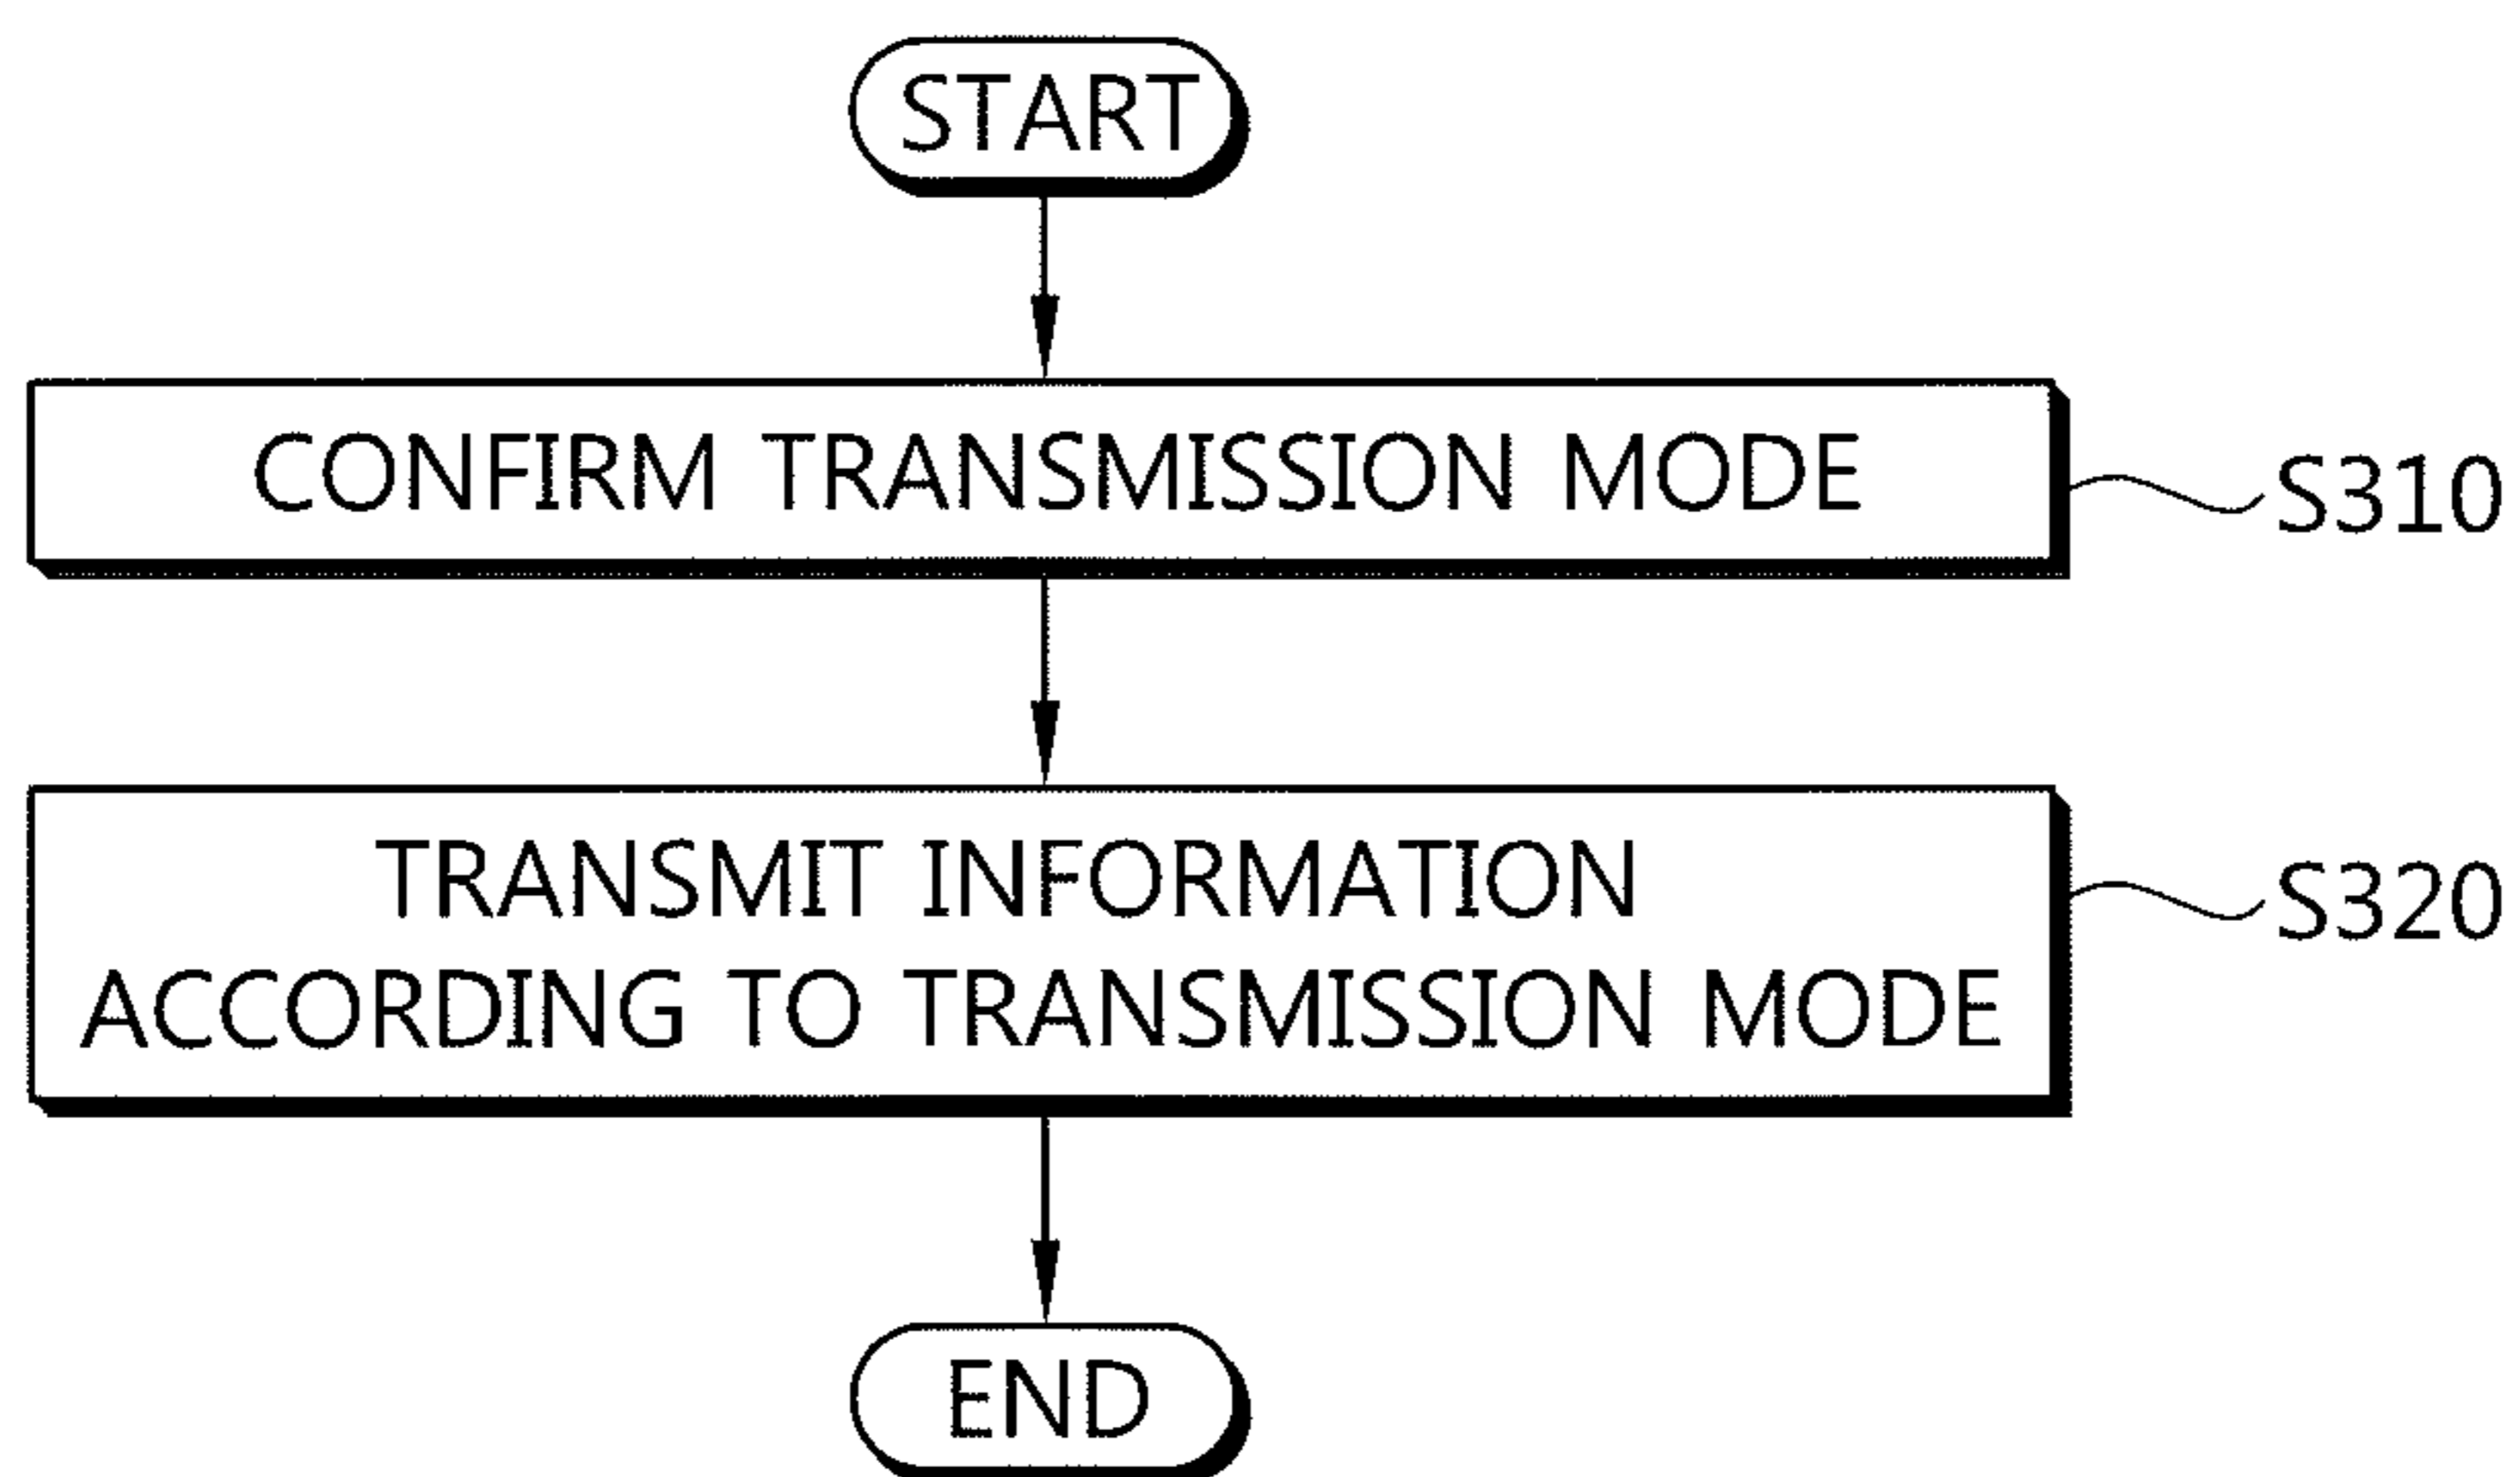 START
CONFIRM TRANSMISSION MODE
S310
TRANSMIT INFORMATION
ACCORDING TO TRANSMISSION MODE
S320
END